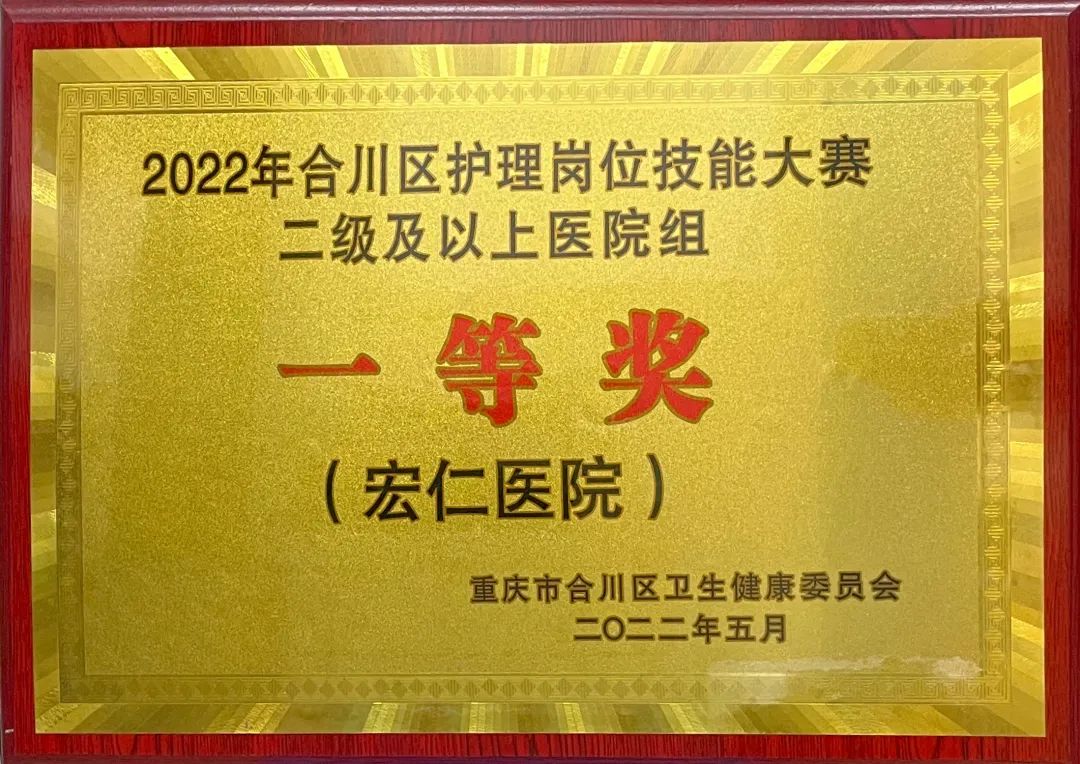 2022年合川区护理岗位技能大赛
二级及以上医院组
一等奖
（宏仁医院）
重庆市合川区卫生健康委员会
二〇二二年五月